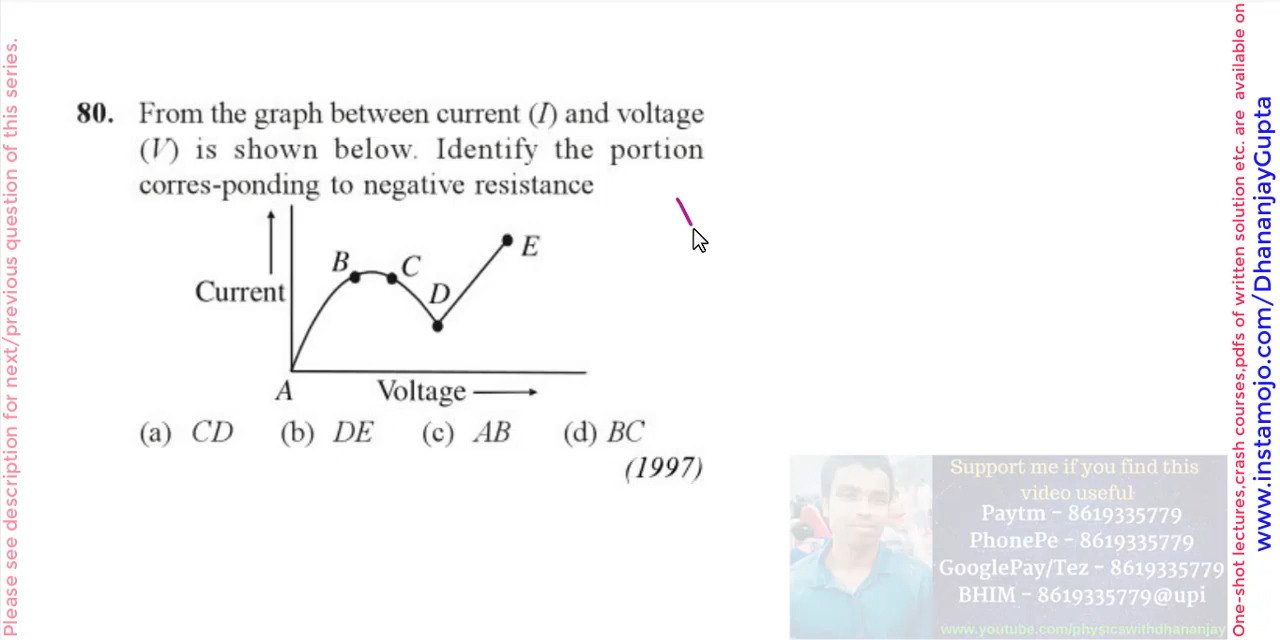 Please see description for next/previous question of this series.
80. From the graph between current (I) and voltage
(V) is shown below. Identify the portion
corres-ponding to negative resistance
B
C
E
D
Current
A
Voltage
(a) CD (b) DE (c) AB (d) BC
(1997)
Support me if you find this
video useful
Paytm - 8619335779
PhonePe - 8619335779
GooglePay/Tez - 8619335779
BHIM - 8619335779@upi
www.youtube.com/physicswithdhananjay
One-shot lectures,crash courses,pdfs of written solution etc. are available on
www.instamojo.com/DhananjayGupta